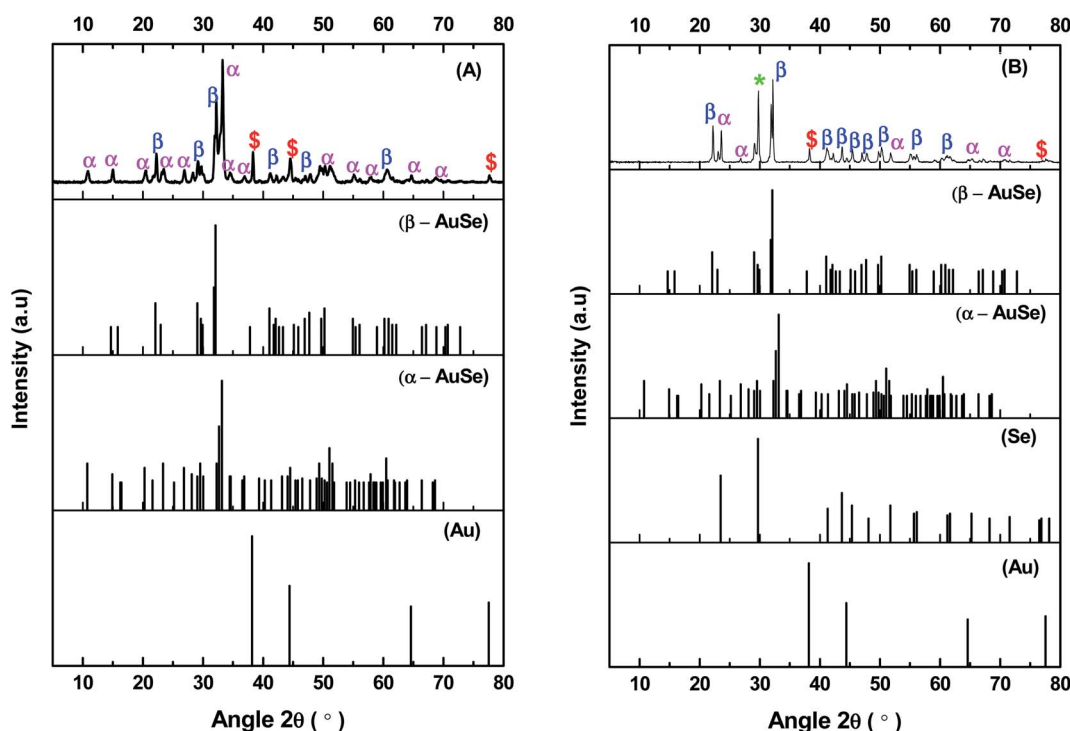 10 20 30 40 50 60 70 80
(A)
α α α β α α β β α α α $ β $ β α α β α α $
(β – AuSe)
(α – AuSe)
(Au)
10 20 30 40 50 60 70 80
Angle 2θ ( ° )
Intensity (a.u)
10 20 30 40 50 60 70 80
(B)
β α α * β $ β β β β β α β β α α $
(β – AuSe)
(α – AuSe)
(Se)
(Au)
10 20 30 40 50 60 70 80
Angle 2θ ( ° )
Intensity (a.u)